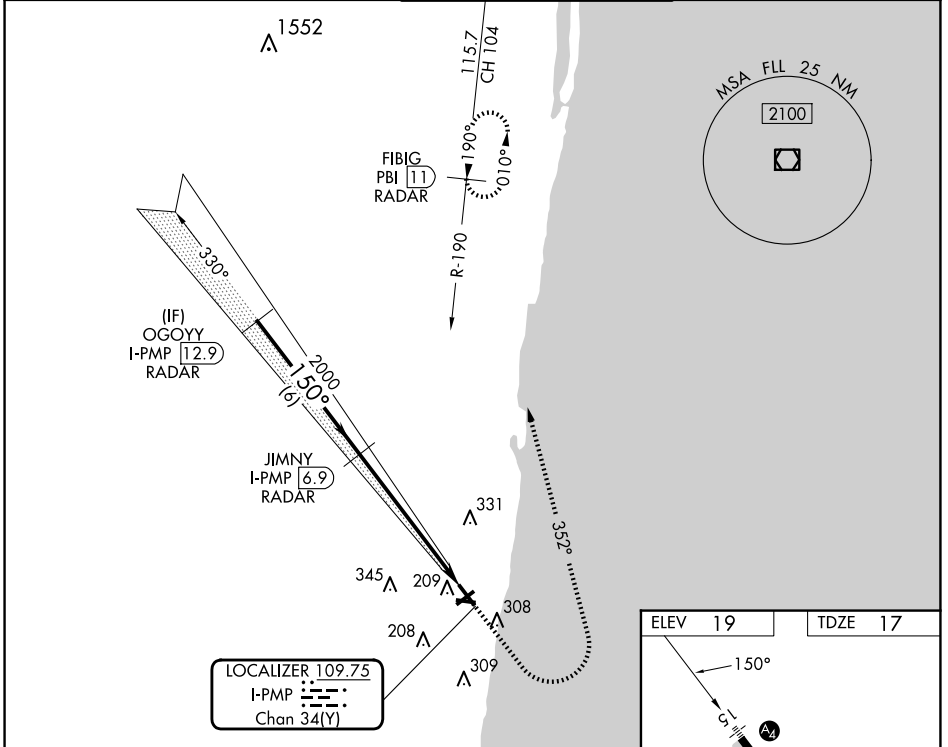 1552
115.7
CH 104
190°
010°
FIBIG
PBI 11
RADAR
R-190
MSA FLL 25 NM
2100
330°
(IF)
OGOYY
I-PMP 12.9
RADAR
2000
150°
(6)
JIMNY
I-PMP 6.9
RADAR
331
352°
345
209
308
208
309
LOCALIZER 109.75
I-PMP
Chan 34(Y)
ELEV 19
TDZE 17
150°
15
A4